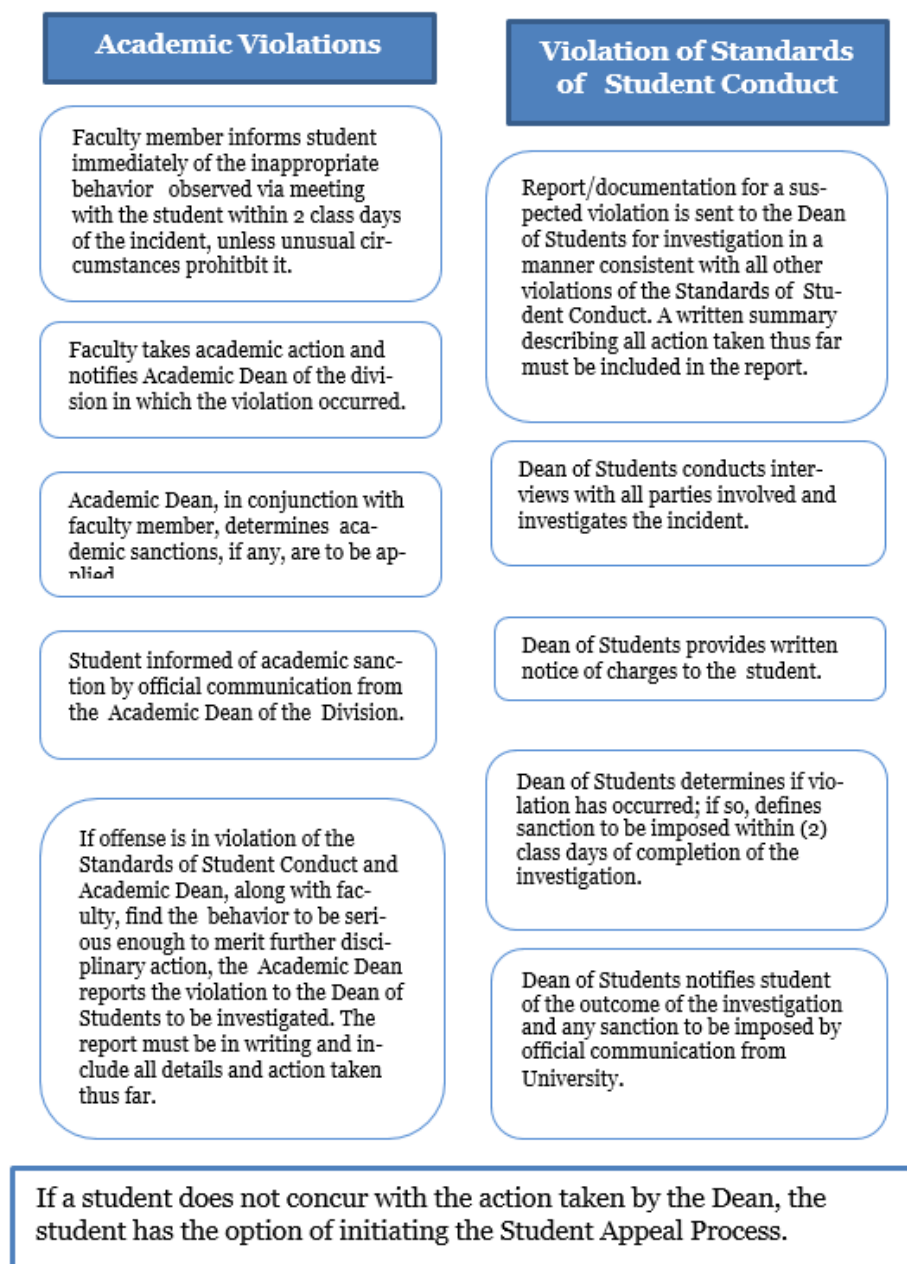 Academic Violations
Faculty member informs student
immediately of the inappropriate
behavior observed via meeting
with the student within 2 class days
of the incident, unless unusual cir-
cumstances prohitbit it.
Faculty takes academic action and
notifies Academic Dean of the divi-
sion in which the violation occurred.
Academic Dean, in conjunction with
faculty member, determines aca-
demic sanctions, if any, are to be ap-
plied
Student informed of academic sanc-
tion by official communication from
the Academic Dean of the Division.
If offense is in violation of the
Standards of Student Conduct and
Academic Dean, along with fac-
ulty, find the behavior to be seri-
ous enough to merit further disci-
plinary action, the Academic Dean
reports the violation to the Dean of
Students to be investigated. The
report must be in writing and in-
clude all details and action taken
thus far.
Violation of Standards
of Student Conduct
Report/documentation for a sus-
pected violation is sent to the Dean
of Students for investigation in a
manner consistent with all other
violations of the Standards of Stu-
dent Conduct. A written summary
describing all action taken thus far
must be included in the report.
Dean of Students conducts inter-
views with all parties involved and
investigates the incident.
Dean of Students provides written
notice of charges to the student.
Dean of Students determines if vio-
lation has occurred; if so, defines
sanction to be imposed within (2)
class days of completion of the
investigation.
Dean of Students notifies student
of the outcome of the investigation
and any sanction to be imposed by
official communication from
University.
If a student does not concur with the action taken by the Dean, the
student has the option of initiating the Student Appeal Process.